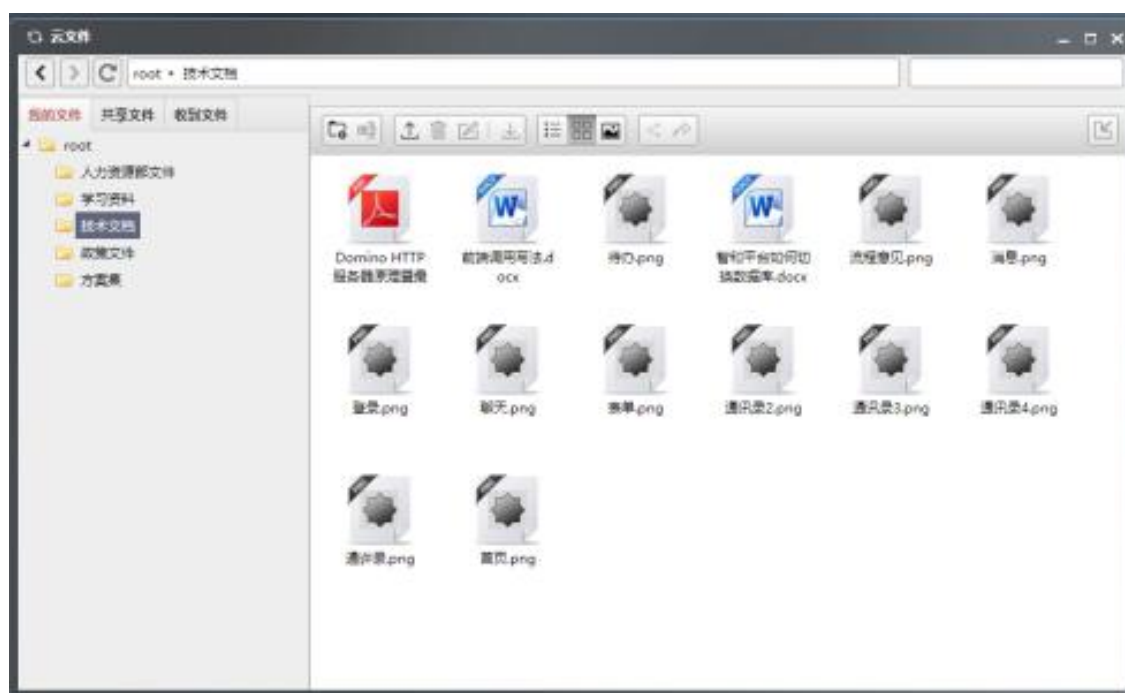 云文件
root • 技术文档
我的文件 共享文件 收到文件
root
人力资源部文件
学习资料
技术文档
政策文件
方案集
Domino HTTP
服务器原理
前端调用写法.d
ocx
待办.png
智和平台如何切
换数据库.docx
流程意见.png
消息.png
登录.png
聊天.png
菜单.png
通讯录2.png
通讯录3.png
通讯录4.png
通许录.png
首页.png